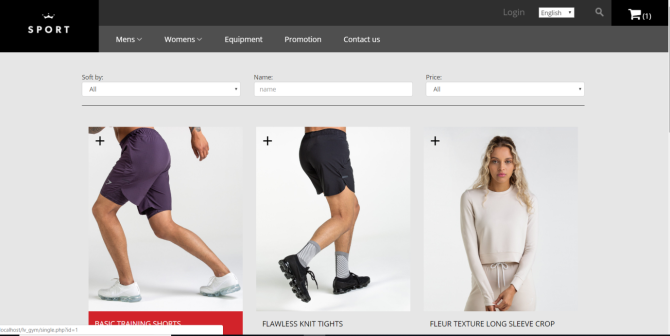 Login English (1)
SPORT
Mens Womens Equipment Promotion Contact us
Soft by: Name: Price:
All name All
BASIC TRAINING SHORTS FLAWLESS KNIT TIGHTS FLEUR TEXTURE LONG SLEEVE CROP
localhost/lv_gym/single.php?id=1